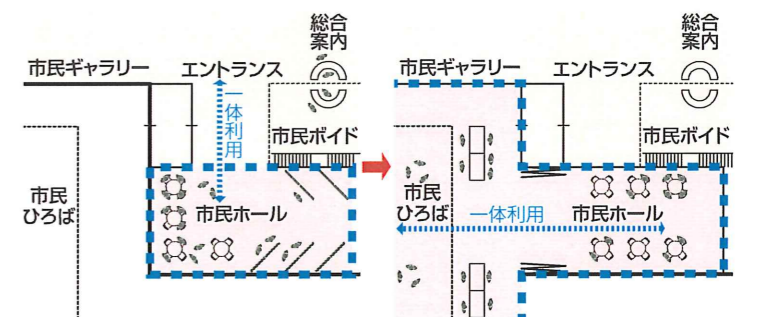 総合
案内
市民ギャラリー
エントランス
一体利用
市民ボイド
市民
ひろば
市民ホール
総合
案内
市民ギャラリー
エントランス
市民ボイド
市民
ひろば
一体利用
市民ホール